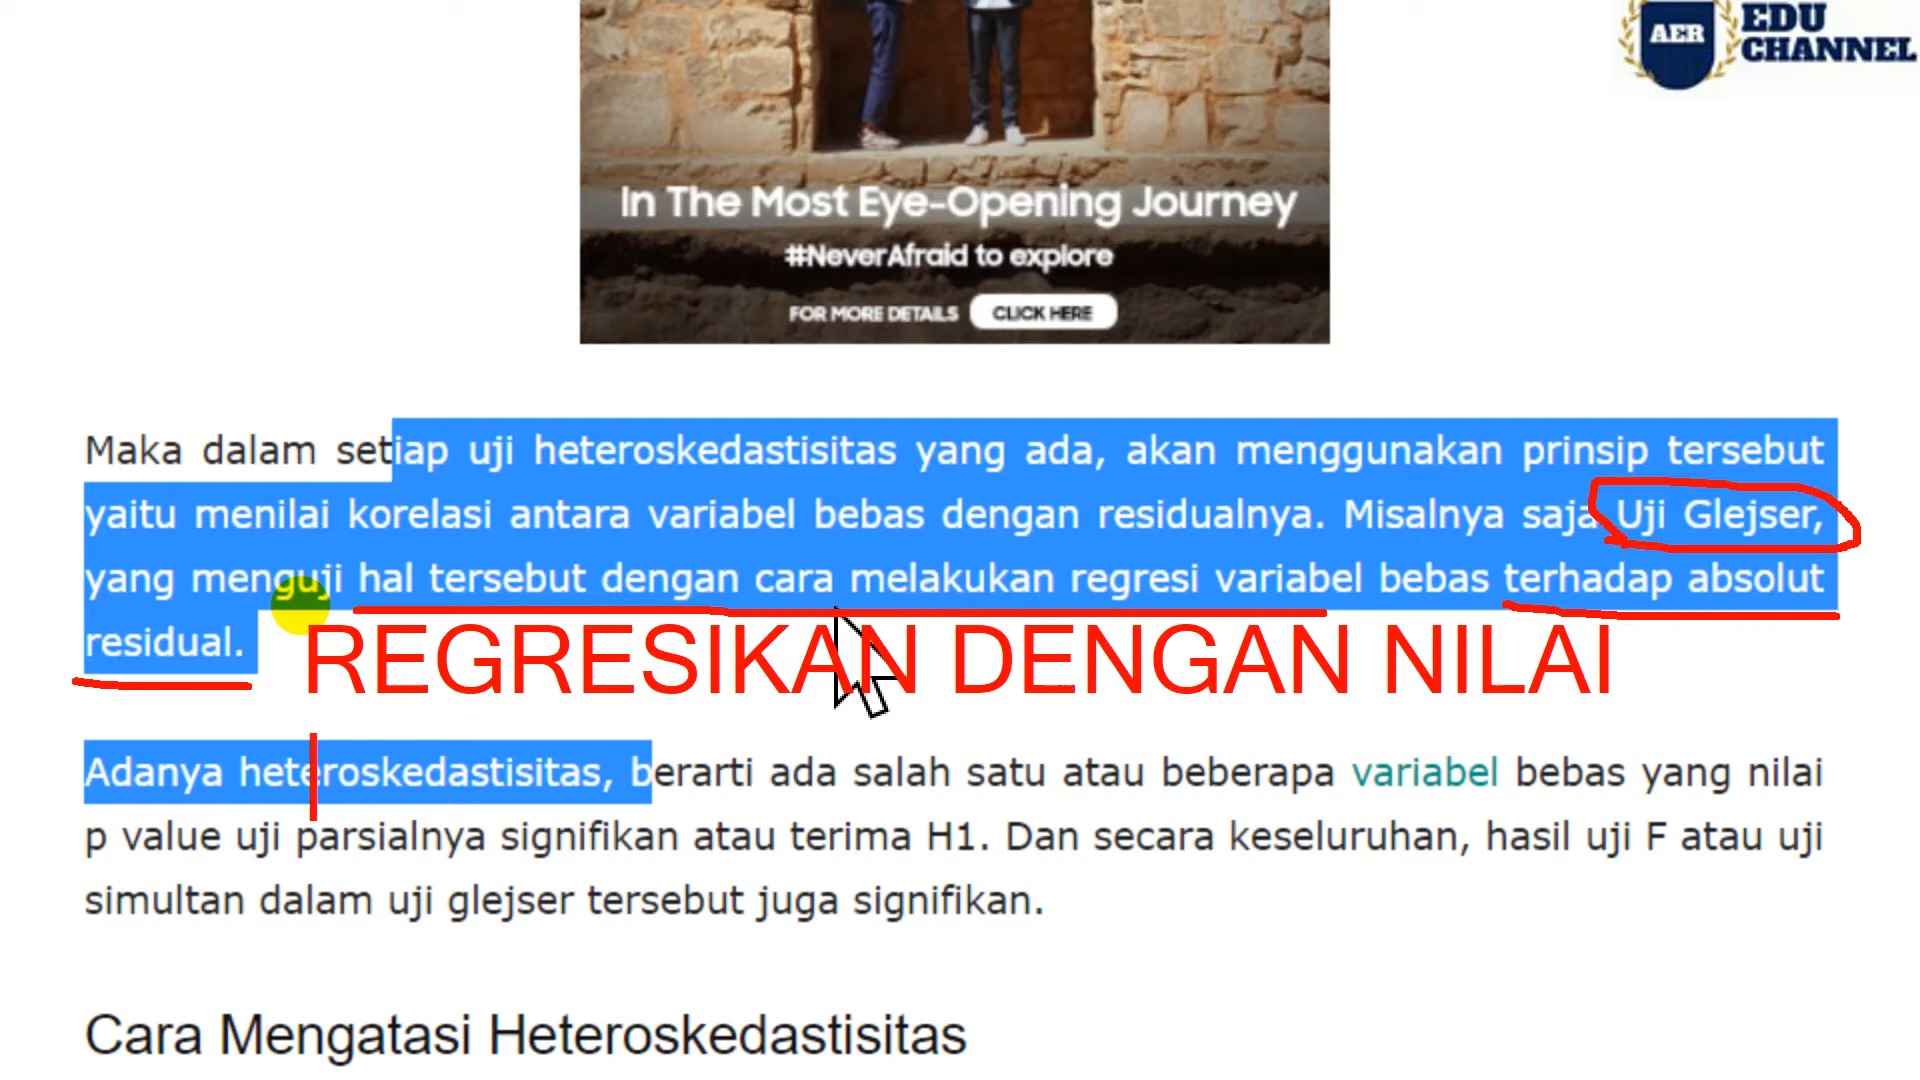 AER
EDU
CHANNEL
In The Most Eye-Opening Journey
#NeverAfraid to explore
FOR MORE DETAILS CLICK HERE
Maka dalam setiap uji heteroskedastisitas yang ada, akan menggunakan prinsip tersebut
yaitu menilai korelasi antara variabel bebas dengan residualnya. Misalnya saja Uji Glejser,
yang menguji hal tersebut dengan cara melakukan regresi variabel bebas terhadap absolut
residual.
REGRESIKAN DENGAN NILAI
Adanya heteroskedastisitas, berarti ada salah satu atau beberapa variabel bebas yang nilai
p value uji parsialnya signifikan atau terima H1. Dan secara keseluruhan, hasil uji F atau uji
simultan dalam uji glejser tersebut juga signifikan.
Cara Mengatasi Heteroskedastisitas